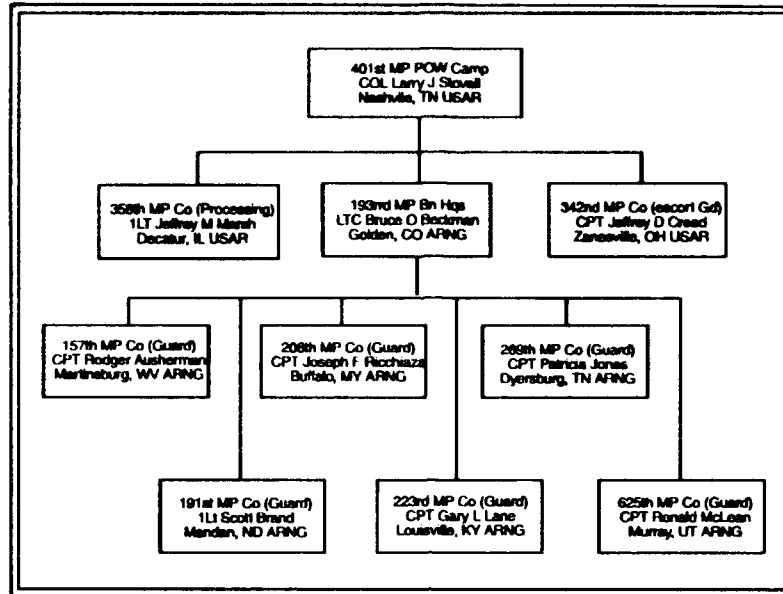 401st MP POW Camp
COL Larry J Stovall
Nashville, TN USAR
358th MP Co (Processing)
1LT Jeffrey M Marsh
Decatur, IL USAR
193rd MP Bn Hqs
LTC Bruce O Beckman
Golden, CO ARNG
342nd MP Co (escort Gd)
CPT Jeffrey D Creed
Zanesville, OH USAR
157th MP Co (Guard)
CPT Rodger Ausherman
Martinsburg, WV ARNG
206th MP Co (Guard)
CPT Joseph F Ricchiaza
Buffalo, MY ARNG
269th MP Co (Guard)
CPT Patricia Jones
Dyersburg, TN ARNG
191st MP Co (Guard)
1Lt Scott Brand
Mandan, ND ARNG
223rd MP Co (Guard)
CPT Gary L Lane
Louisville, KY ARNG
625th MP Co (Guard)
CPT Ronald McLean
Murray, UT ARNG